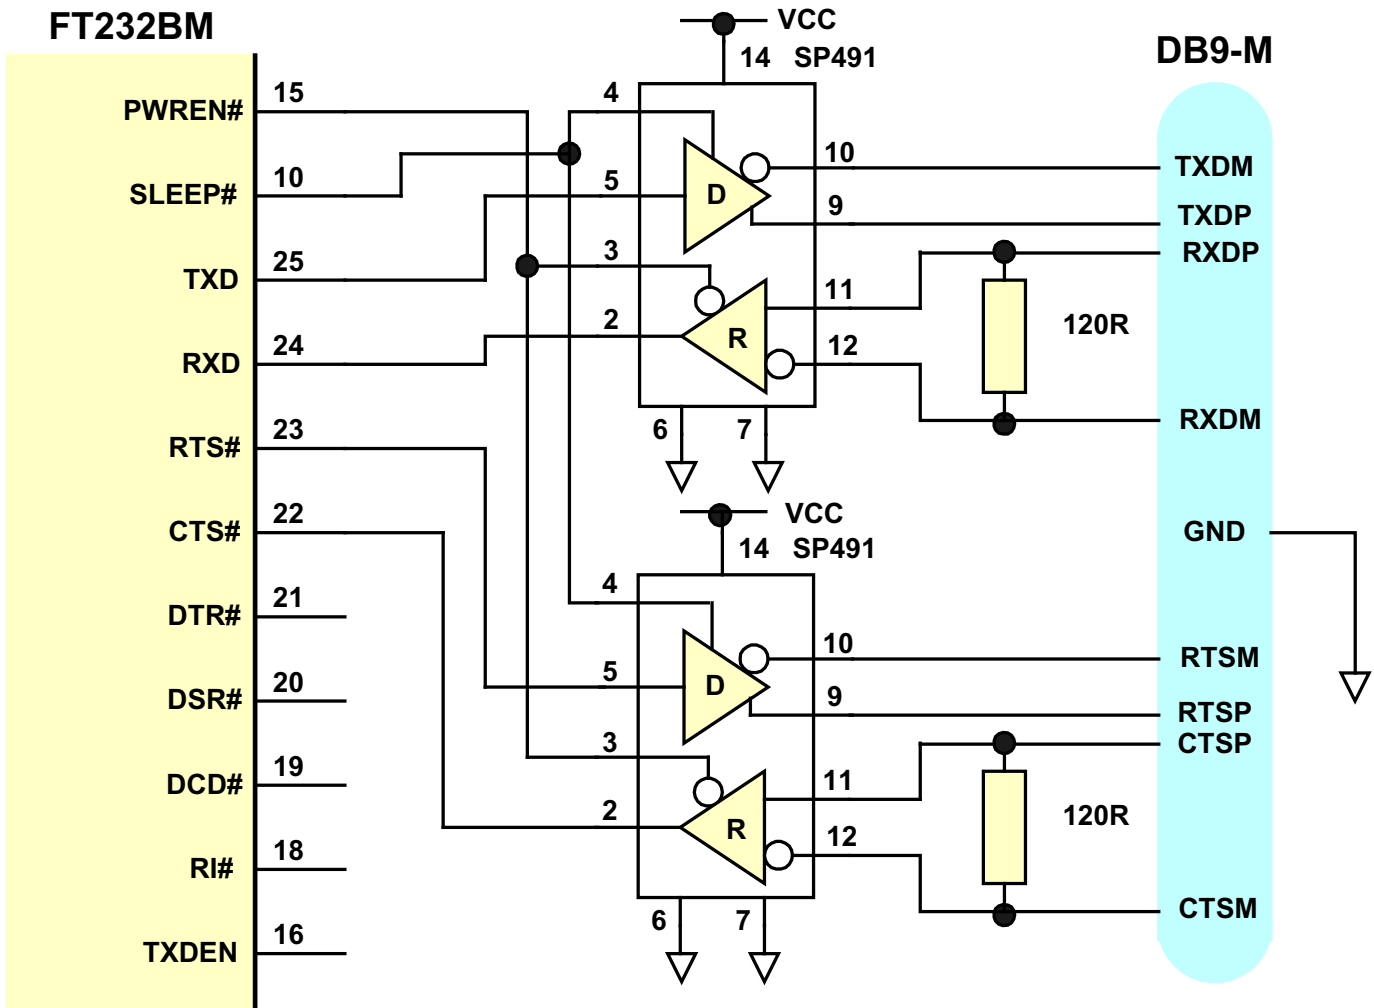 FT232BM
PWREN#
15
SLEEP#
10
TXD
25
RXD
24
RTS#
23
CTS#
22
DTR#
21
DSR#
20
DCD#
19
RI#
18
TXDEN
16
VCC
14 SP491
4
5
3
2
D
R
10
9
11
12
6
7
VCC
14 SP491
4
5
3
2
D
R
10
9
11
12
6
7
120R
120R
DB9-M
TXDM
TXDP
RXDP
RXDM
GND
RTSM
RTSP
CTSP
CTSM